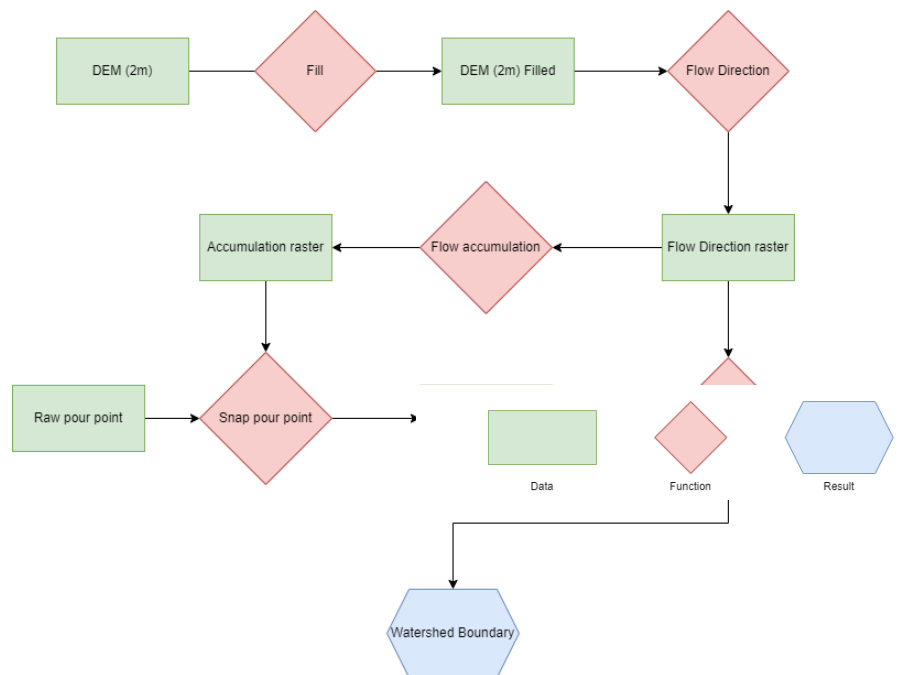 DEM (2m)
Fill
DEM (2m) Filled
Flow Direction
Accumulation raster
Flow accumulation
Flow Direction raster
Raw pour point
Snap pour point
Data
Function
Result
Watershed Boundary